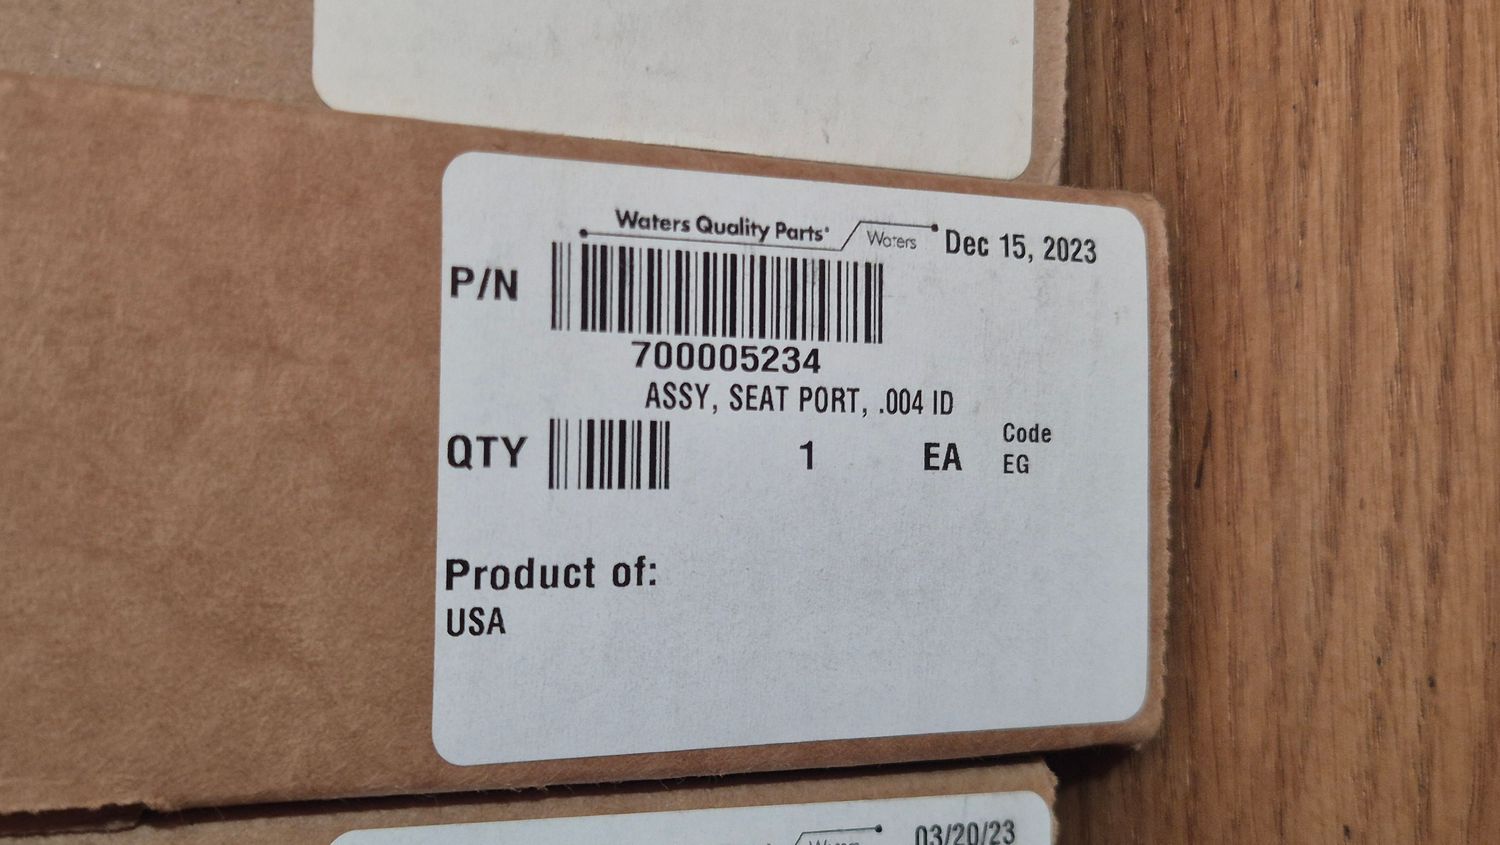 Waters Quality Parts® Waters Dec 15, 2023
P/N
700005234
ASSY, SEAT PORT, .004 ID
QTY 1 EA Code
EG
Product of:
USA
03/20/23